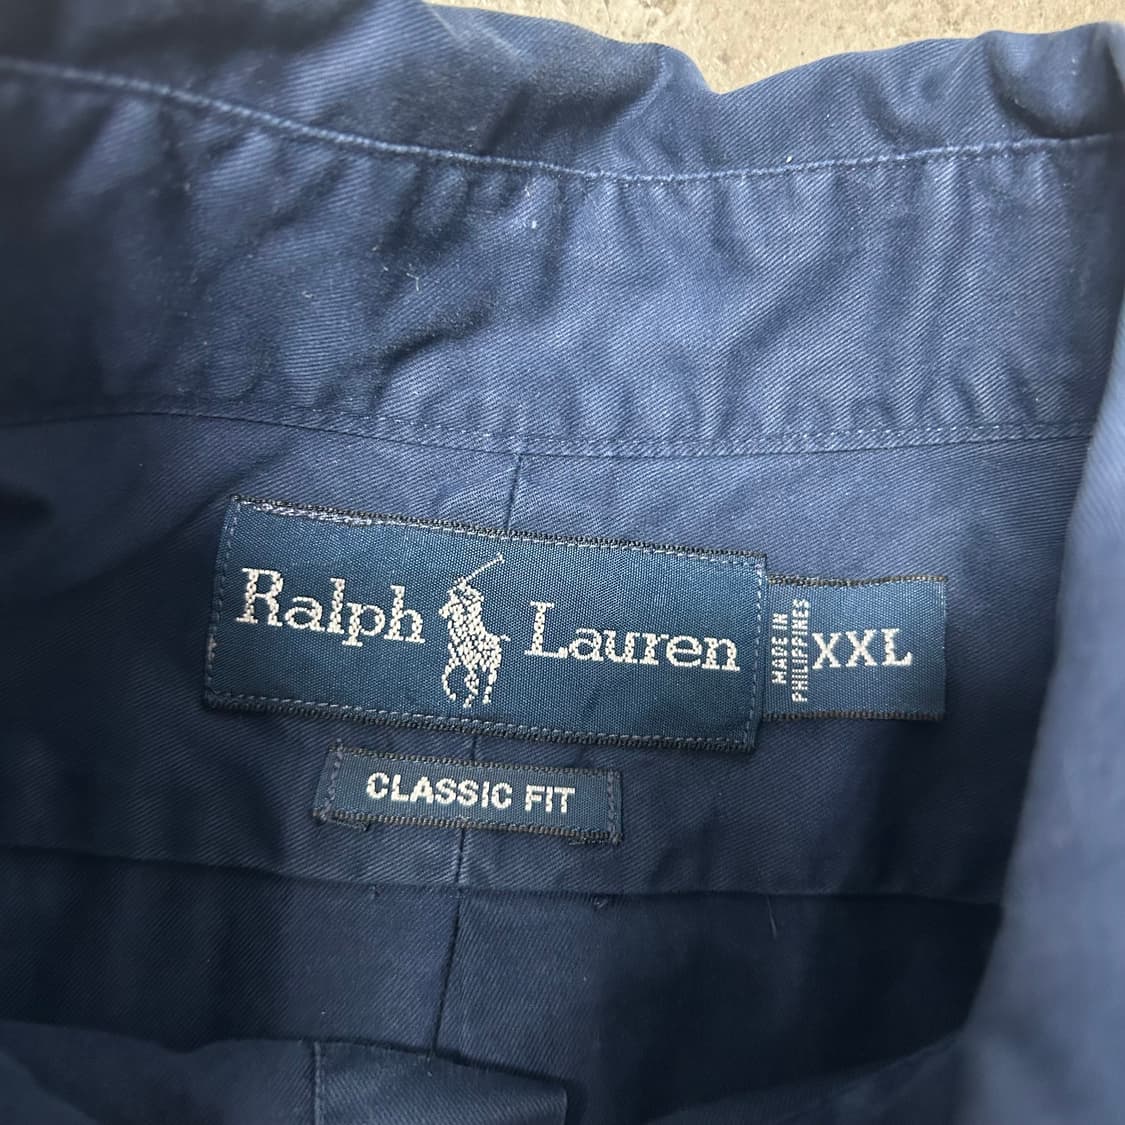 Ralph Lauren
MADE IN
PHILIPPINES
XXL
CLASSIC FIT